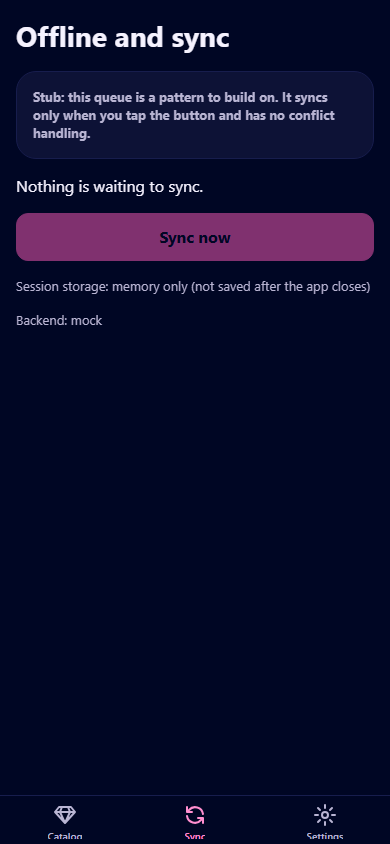 Offline and sync
Stub: this queue is a pattern to build on. It syncs
only when you tap the button and has no conflict
handling.
Nothing is waiting to sync.
Sync now
Session storage: memory only (not saved after the app closes)
Backend: mock
Catalog
Sync
Settings